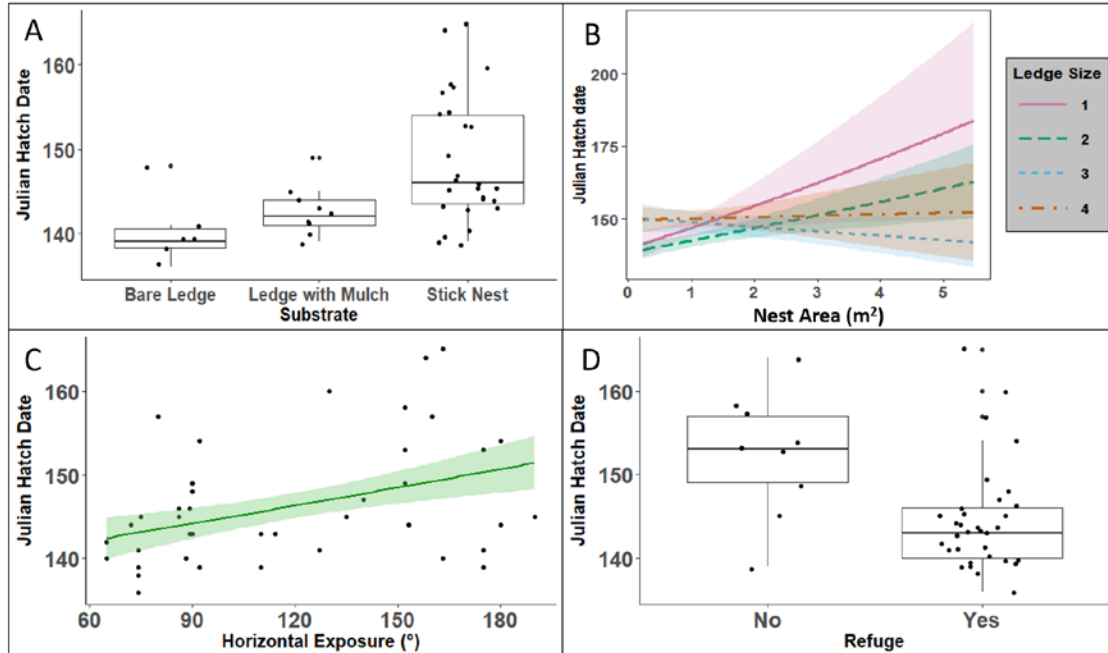 A
Julian Hatch Date
160
150
140
Bare Ledge
Ledge with Mulch
Stick Nest
Substrate
B
Julian Hatch date
200
175
150
0
1
2
3
4
5
Nest Area (m²)
Ledge Size
1
2
3
4
C
Julian Hatch Date
160
150
140
60
90
120
150
180
Horizontal Exposure (°)
D
Julian Hatch Date
160
150
140
No
Yes
Refuge